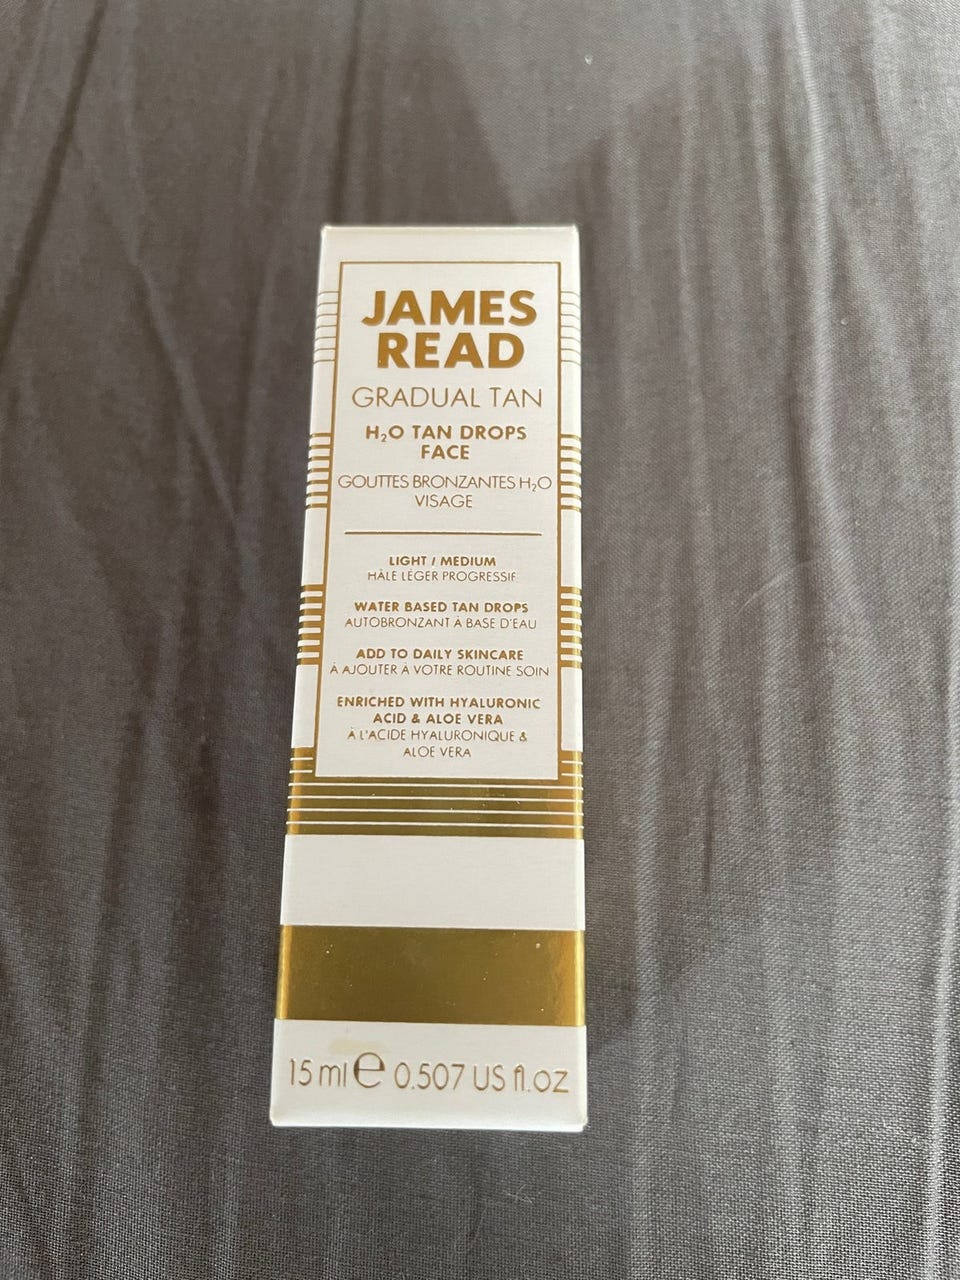 JAMES
READ
GRADUAL TAN
H₂O TAN DROPS
FACE
GOUTTES BRONZANTES H₂O
VISAGE
LIGHT / MEDIUM
HÂLE LÉGER PROGRESSIF
WATER BASED TAN DROPS
AUTOBRONZANT À BASE D'EAU
ADD TO DAILY SKINCARE
À AJOUTER À VOTRE ROUTINE SOIN
ENRICHED WITH HYALURONIC
ACID & ALOE VERA
À L'ACIDE HYALURONIQUE &
ALOE VERA
15 ml ℮ 0.507 US fl.oz